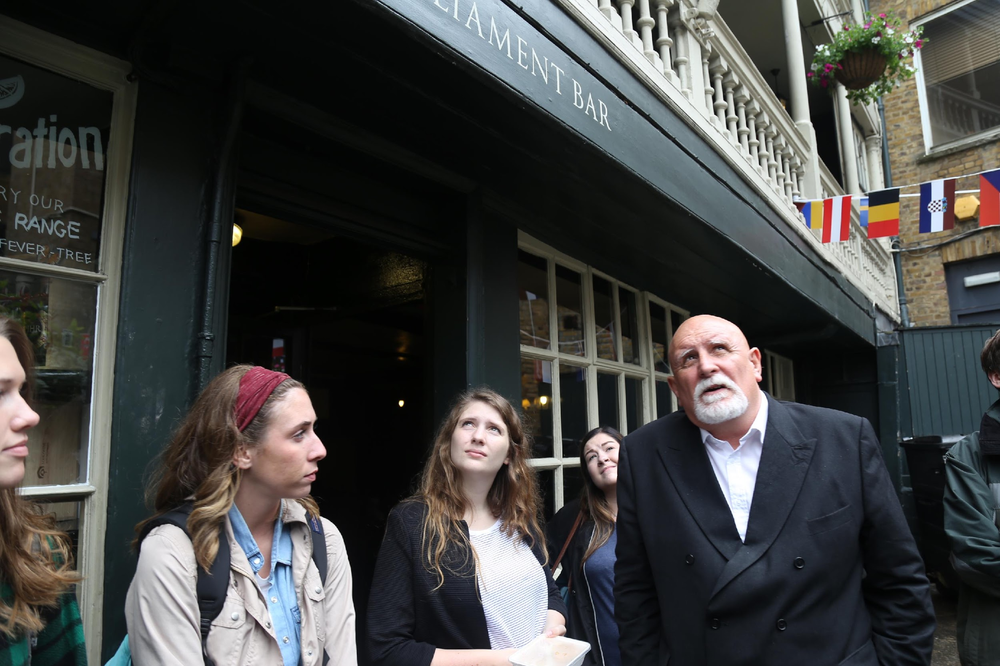 LIAMENT BAR
ration
RY OUR
RANGE
FEVER-TREE